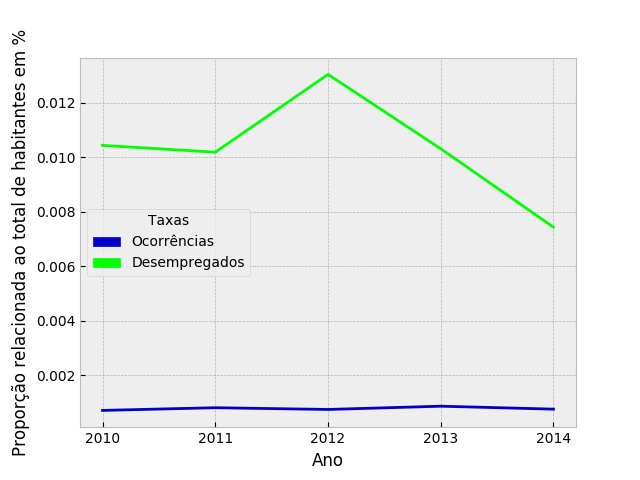 Proporção relacionada ao total de habitantes em %
0.012
0.010
0.008
0.006
0.004
0.002
Taxas
Ocorrências
Desempregados
2010 2011 2012 2013 2014
Ano